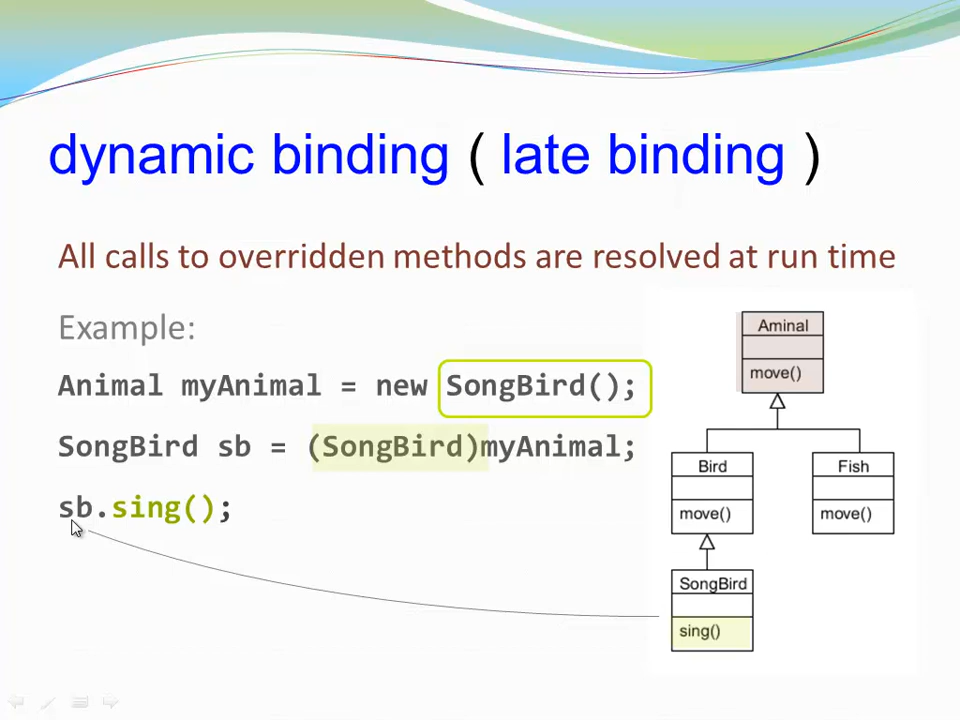 dynamic binding ( late binding )
All calls to overridden methods are resolved at run time
Example:
Animal myAnimal = new SongBird();
SongBird sb = (SongBird)myAnimal;
sb.sing();
Aminal
move()
Bird
move()
Fish
move()
SongBird
sing()